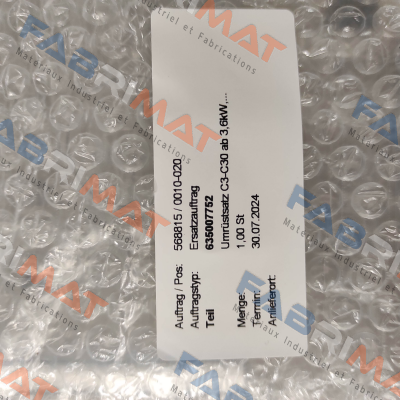 Auftrag / Pos: 568815 / 0010-020
Auftragstyp: Ersatzauftrag
Teil 635007752
Umrüstsatz C3-C30 ab 3,6kW,...
Menge: 1,00 St
Termin: 30.07.2024
Anlieferort:
FABRIMAT
Materiaux Industriel et Fabrications